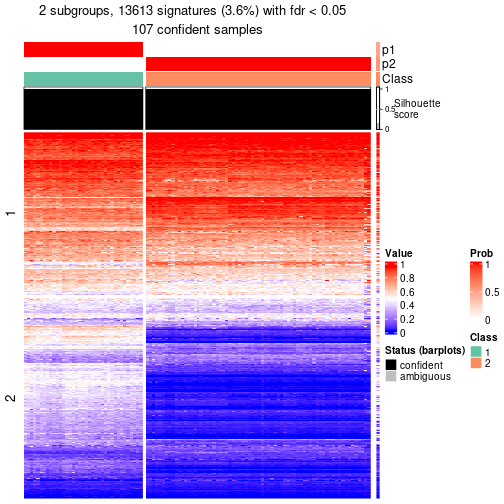 2 subgroups, 13613 signatures (3.6%) with fdr < 0.05
107 confident samples
p1
p2
Class
1
0.5
0
Silhouette
score
1
2
Value
1
0.8
0.6
0.4
0.2
0
Prob
1
0.5
0
Status (barplots)
confident
ambiguous
Class
1
2